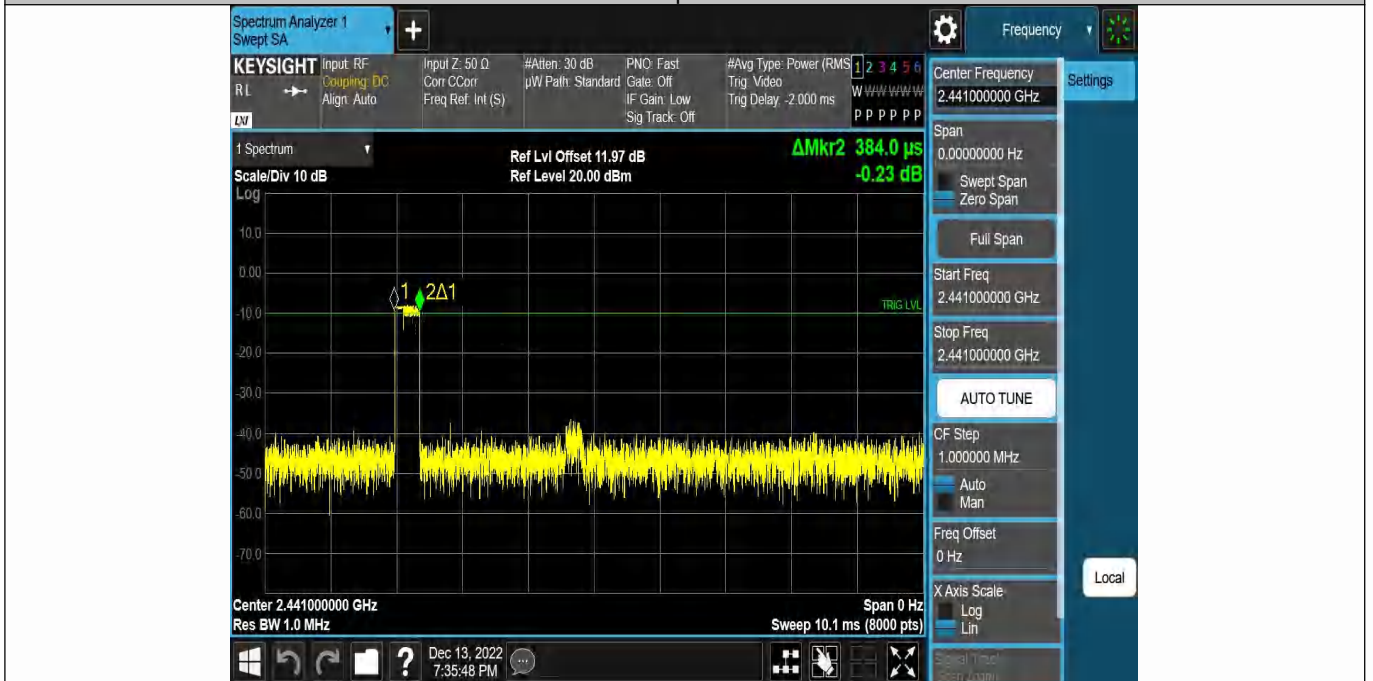 Spectrum Analyzer 1
Swept SA
+
Frequency
KEYSIGHT
RL
LXI
Input: RF
Coupling: DC
Align: Auto
Input Z: 50 Ω
Corr CCorr
Freq Ref: Int (S)
#Atten: 30 dB
µW Path: Standard
PNO: Fast
Gate: Off
IF Gain: Low
Sig Track: Off
#Avg Type: Power (RMS
Trig: Video
Trig Delay: -2.000 ms
1 2 3 4 5 6
W W W W W W
P P P P P P
Center Frequency
2.441000000 GHz
Settings
1 Spectrum
Scale/Div 10 dB
Log
Ref Lvl Offset 11.97 dB
Ref Level 20.00 dBm
ΔMkr2 384.0 µs
-0.23 dB
Span
0.00000000 Hz
Swept Span
Zero Span
Full Span
Start Freq
2.441000000 GHz
Stop Freq
2.441000000 GHz
AUTO TUNE
CF Step
1.000000 MHz
Auto
Man
Freq Offset
0 Hz
X Axis Scale
Log
Lin
Signal Track
Local
10.0
0.00
-10.0
-20.0
-30.0
-40.0
-50.0
-60.0
-70.0
1
2Δ1
TRIG LVL
Center 2.441000000 GHz
Res BW 1.0 MHz
Span 0 Hz
Sweep 10.1 ms (8000 pts)
?
Dec 13, 2022
7:35:48 PM